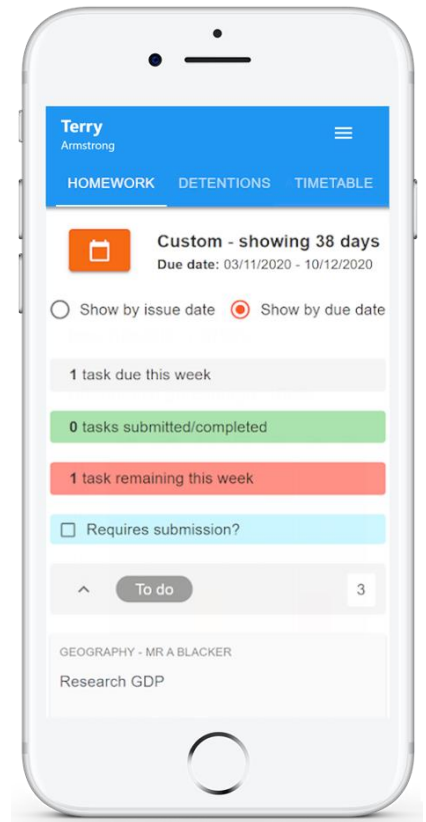 Terry
Armstrong
HOMEWORK DETENTIONS TIMETABLE
Custom - showing 38 days
Due date: 03/11/2020 - 10/12/2020
Show by issue date Show by due date
1 task due this week
0 tasks submitted/completed
1 task remaining this week
Requires submission?
To do 3
GEOGRAPHY - MR A BLACKER
Research GDP